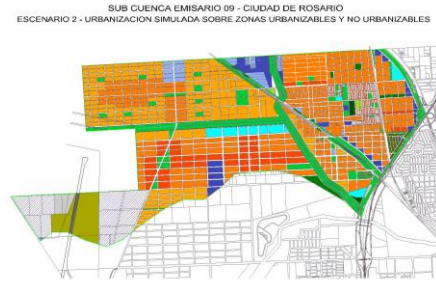 SUB CUENCA EMISARIO 09 - CIUDAD DE ROSARIO
ESCENARIO 2 - URBANIZACION SIMULADA SOBRE ZONAS URBANIZABLES Y NO URBANIZABLES